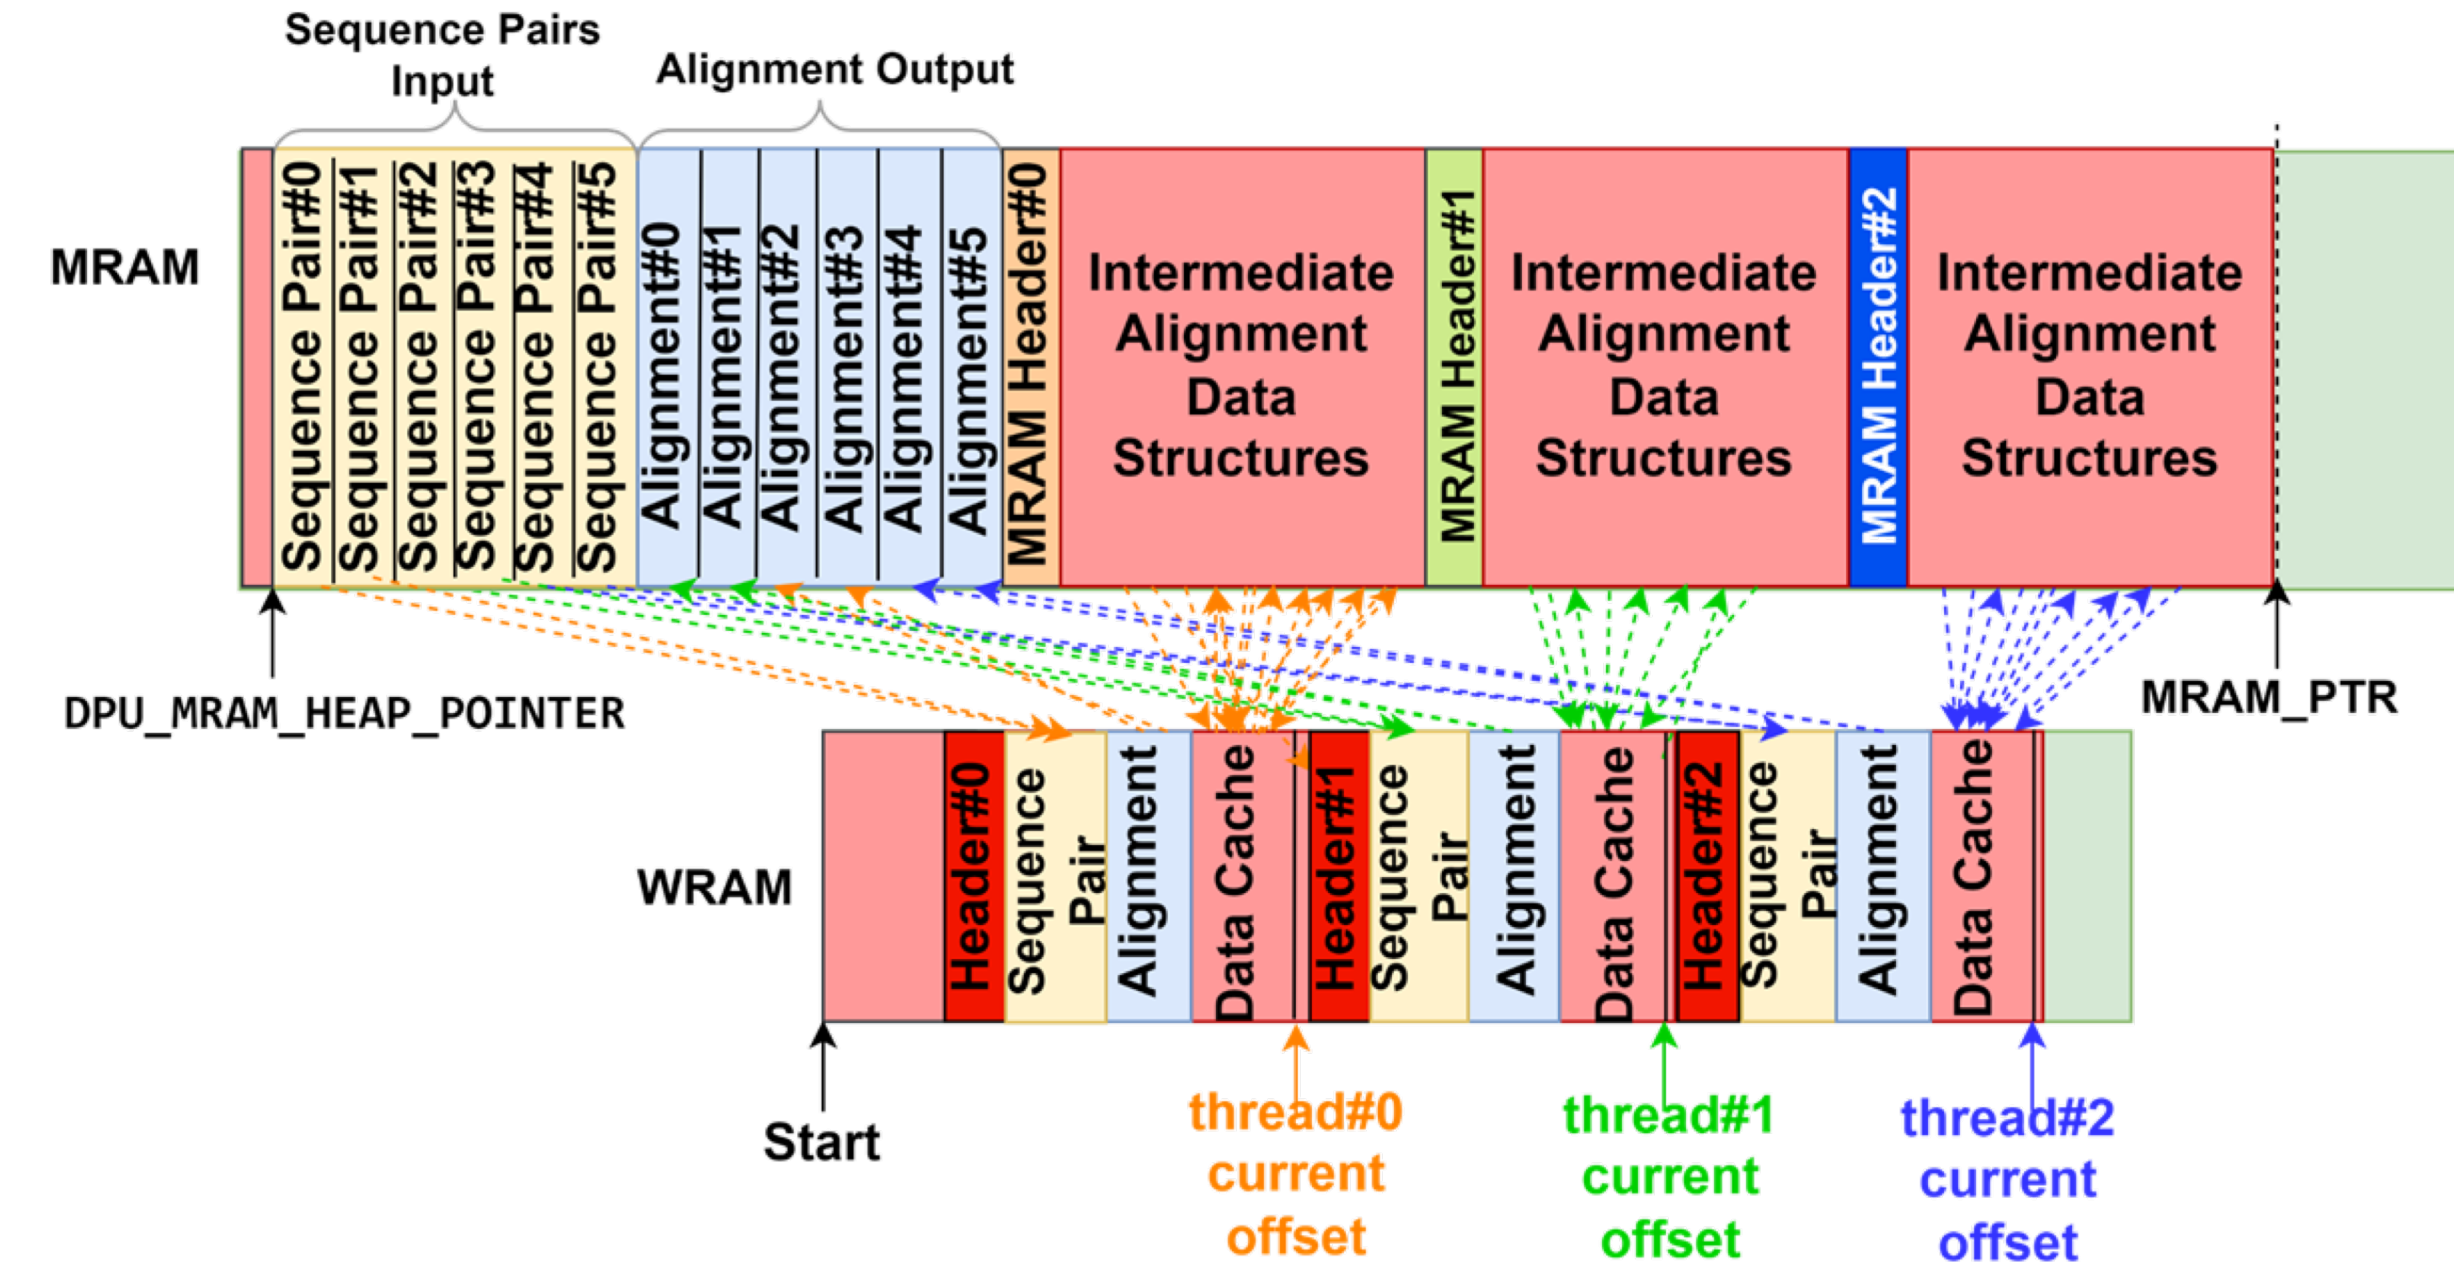 Sequence Pairs
Input
Alignment Output
MRAM
Sequence Pair#0
Sequence Pair#1
Sequence Pair#2
Sequence Pair#3
Sequence Pair#4
Sequence Pair#5
Alignment#0
Alignment#1
Alignment#2
Alignment#3
Alignment#4
Alignment#5
MRAM Header#0
Intermediate
Alignment
Data
Structures
MRAM Header#1
Intermediate
Alignment
Data
Structures
MRAM Header#2
Intermediate
Alignment
Data
Structures
DPU_MRAM_HEAP_POINTER
MRAM_PTR
WRAM
Header#0
Sequence
Pair
Alignment
Data Cache
Header#1
Sequence
Pair
Alignment
Data Cache
Header#2
Sequence
Pair
Alignment
Data Cache
Start
thread#0
current
offset
thread#1
current
offset
thread#2
current
offset